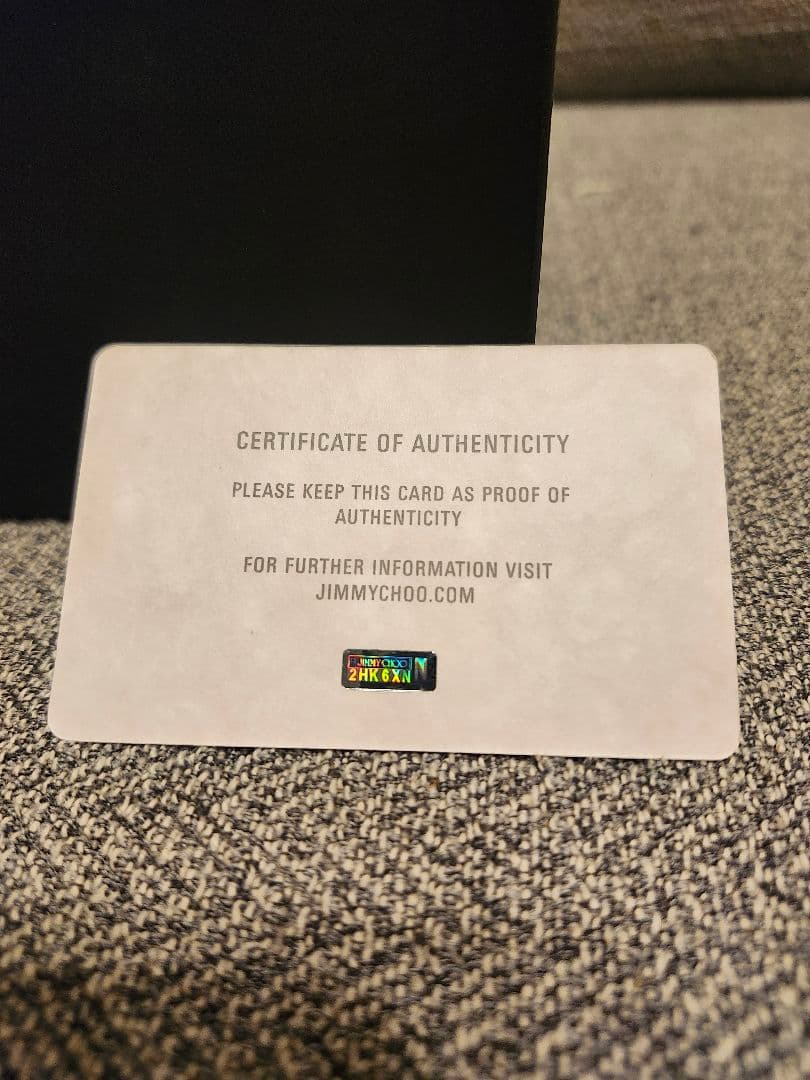 CERTIFICATE OF AUTHENTICITY
PLEASE KEEP THIS CARD AS PROOF OF
AUTHENTICITY
FOR FURTHER INFORMATION VISIT
JIMMYCHOO.COM
JIMMY CHOO N
2HK6XN